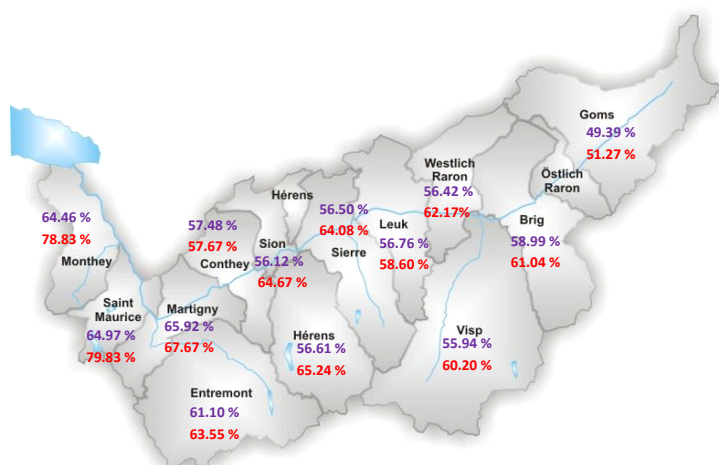 Goms
49.39 %
51.27 %
Östlich
Raron
Westlich
Raron
56.42 %
62.17%
Brig
58.99 %
61.04 %
Hérens
56.50 %
64.08 %
Sierre
Leuk
56.76 %
58.60 %
64.46 %
78.83 %
Monthey
57.48 %
57.67 %
Conthey
Sion
56.12 %
64.67 %
Saint
Maurice
64.97 %
79.83 %
Martigny
65.92 %
67.67 %
Hérens
56.61 %
65.24 %
Visp
55.94 %
60.20 %
Entremont
61.10 %
63.55 %